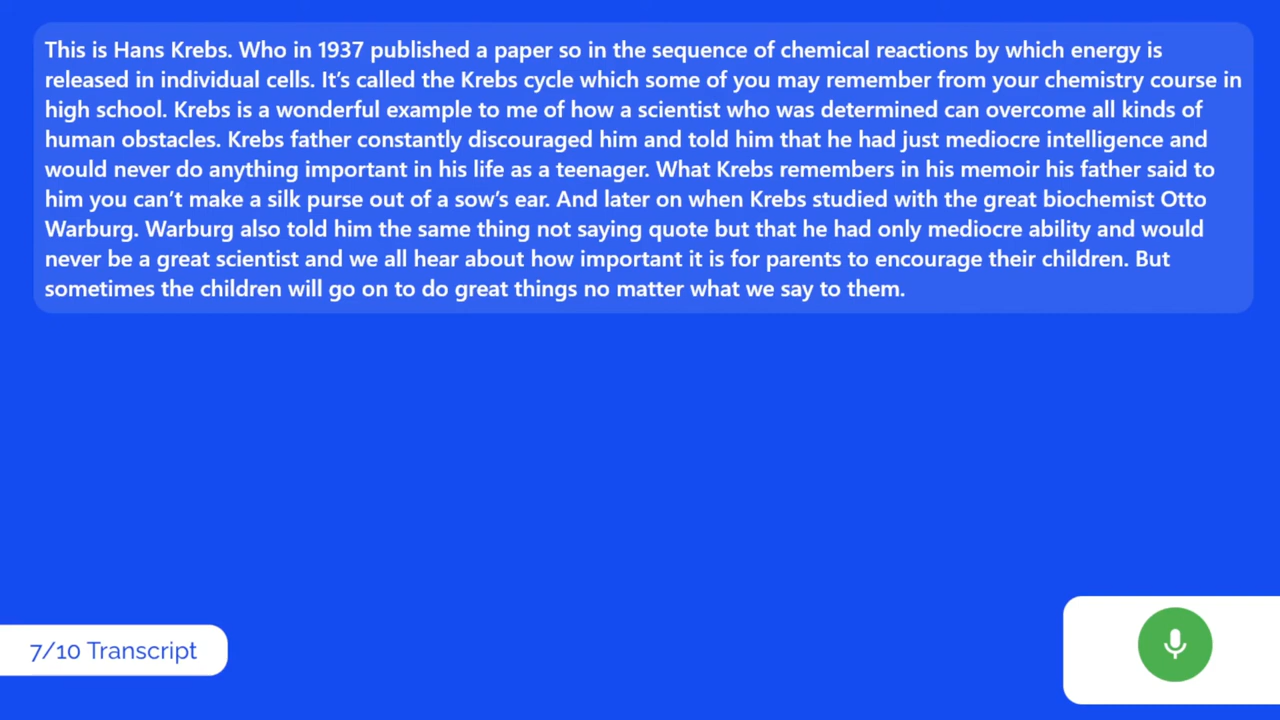 This is Hans Krebs. Who in 1937 published a paper so in the sequence of chemical reactions by which energy is
released in individual cells. It’s called the Krebs cycle which some of you may remember from your chemistry course in
high school. Krebs is a wonderful example to me of how a scientist who was determined can overcome all kinds of
human obstacles. Krebs father constantly discouraged him and told him that he had just mediocre intelligence and
would never do anything important in his life as a teenager. What Krebs remembers in his memoir his father said to
him you can’t make a silk purse out of a sow’s ear. And later on when Krebs studied with the great biochemist Otto
Warburg. Warburg also told him the same thing not saying quote but that he had only mediocre ability and would
never be a great scientist and we all hear about how important it is for parents to encourage their children. But
sometimes the children will go on to do great things no matter what we say to them.
7/10 Transcript